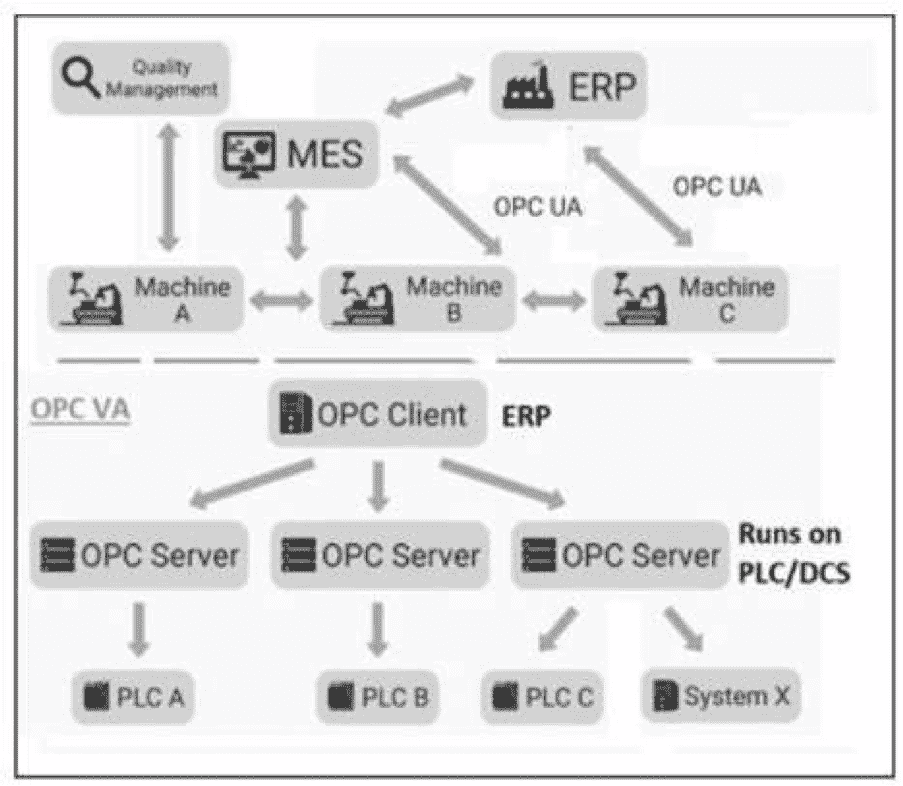 Quality
Management
ERP
MES
OPC UA
OPC UA
Machine
A
Machine
B
Machine
C
OPC VA
OPC Client
ERP
OPC Server
OPC Server
OPC Server
Runs on
PLC/DCS
PLC A
PLC B
PLC C
System X